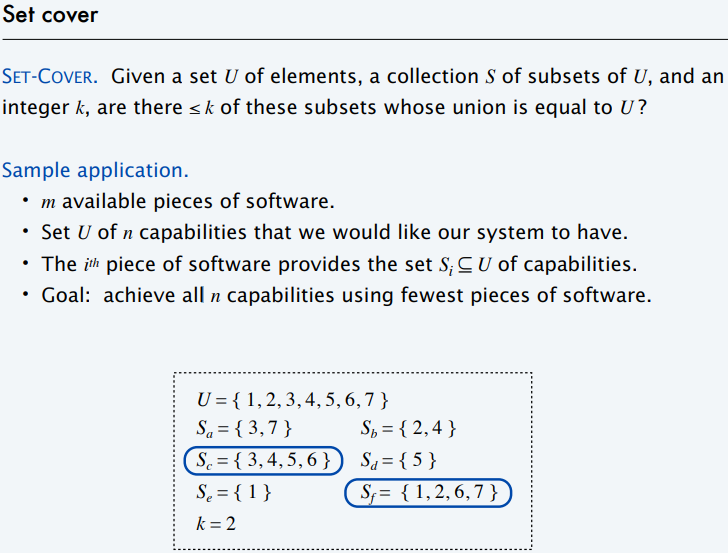 Set cover
SET-COVER. Given a set U of elements, a collection S of subsets of U, and an
integer k, are there ≤ k of these subsets whose union is equal to U ?
Sample application.
• m available pieces of software.
• Set U of n capabilities that we would like our system to have.
• The iᵗʰ piece of software provides the set Sᵢ ⊆ U of capabilities.
• Goal: achieve all n capabilities using fewest pieces of software.
U = { 1, 2, 3, 4, 5, 6, 7 }
S_a = { 3, 7 } S_b = { 2, 4 }
S_c = { 3, 4, 5, 6 } S_d = { 5 }
S_e = { 1 } S_f = { 1, 2, 6, 7 }
k = 2